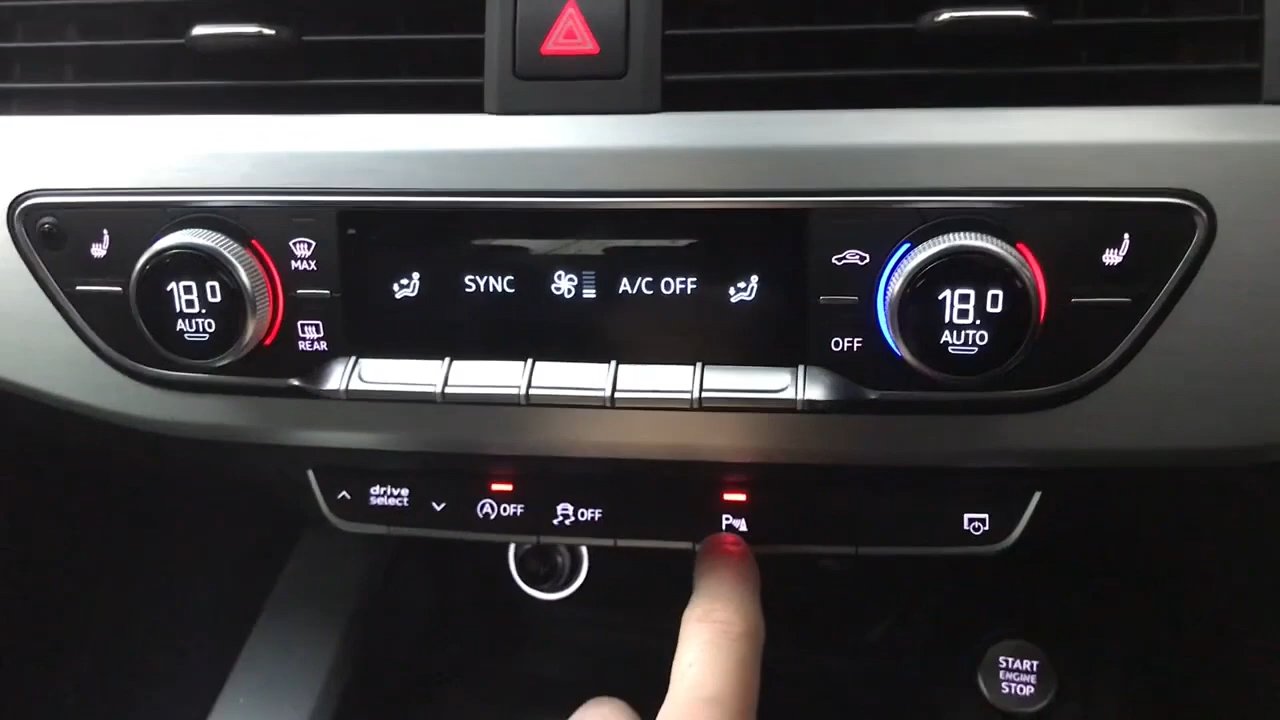 MAX
18.0
AUTO
REAR
SYNC
A/C OFF
OFF
18.0
AUTO
drive
select
A OFF
OFF
P
START
ENGINE
STOP